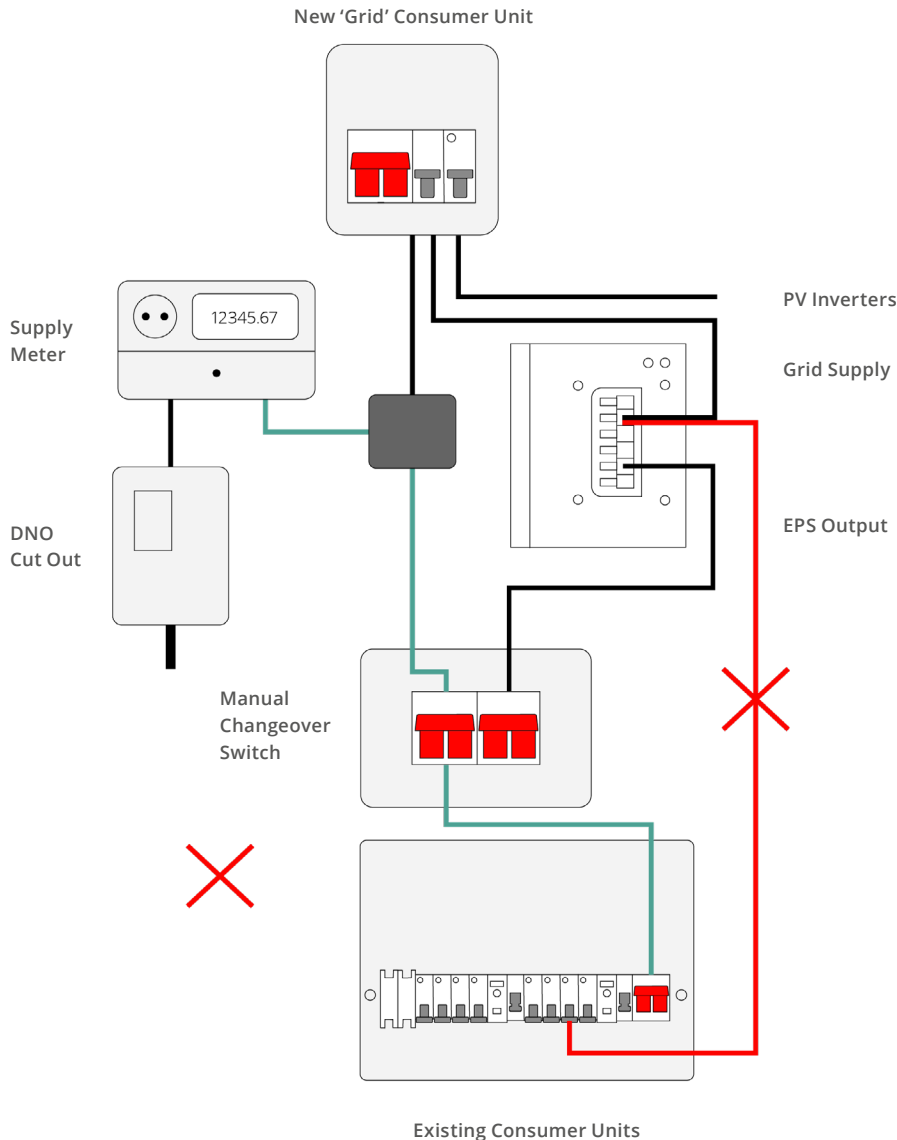 New ‘Grid’ Consumer Unit
PV Inverters
Supply
Meter
12345.67
Grid Supply
DNO
Cut Out
EPS Output
Manual
Changeover
Switch
Existing Consumer Units